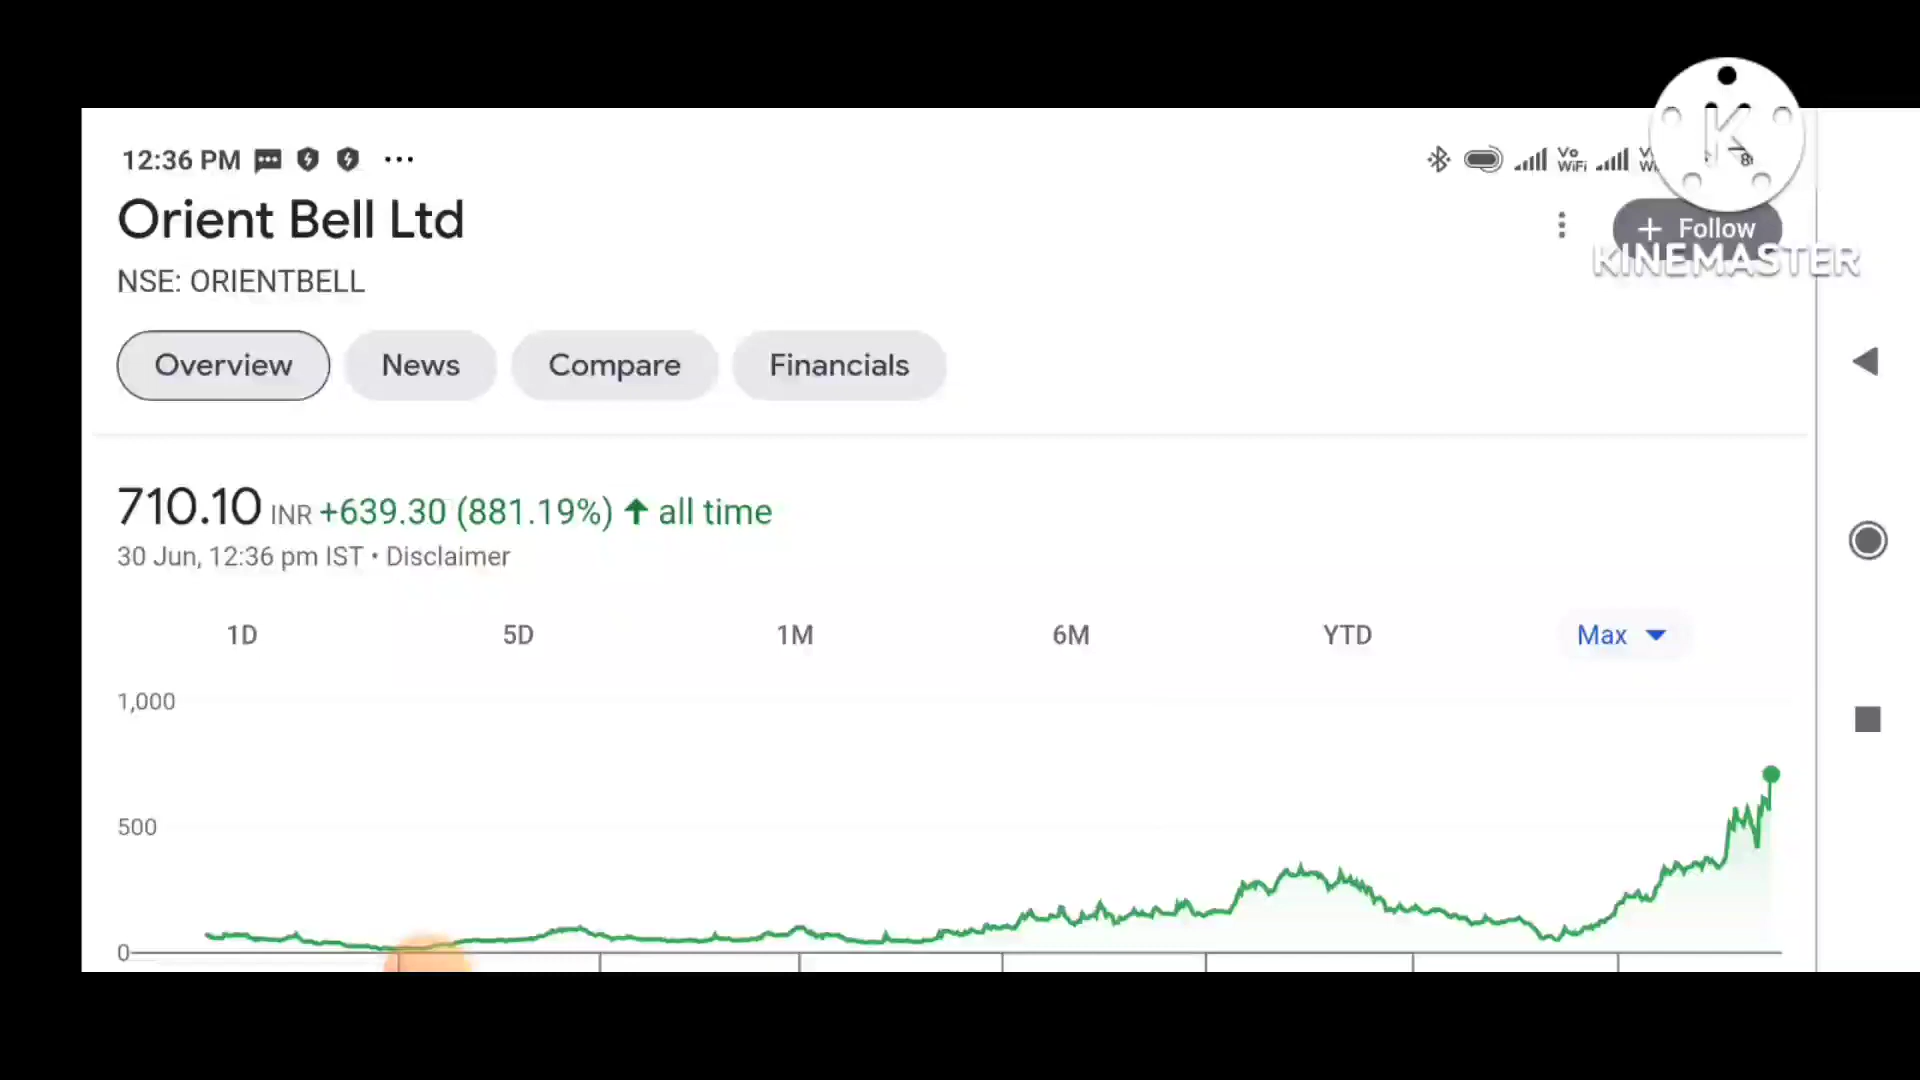 12:36 PM
Vo WiFi
Orient Bell Ltd
+ Follow
KINEMASTER
NSE: ORIENTBELL
Overview News Compare Financials
710.10 INR +639.30 (881.19%) ↑ all time
30 Jun, 12:36 pm IST • Disclaimer
1D 5D 1M 6M YTD Max
1,000
500
0